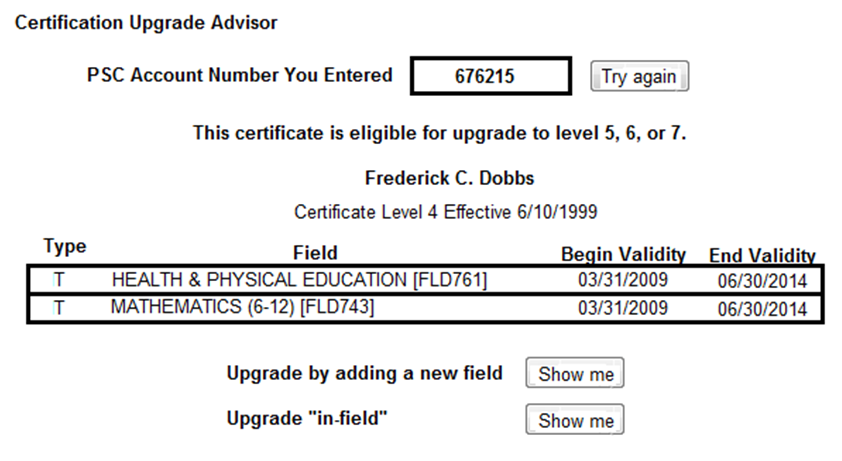 Certification Upgrade Advisor
PSC Account Number You Entered 676215 Try again
This certificate is eligible for upgrade to level 5, 6, or 7.
Frederick C. Dobbs
Certificate Level 4 Effective 6/10/1999
Type Field Begin Validity End Validity
T HEALTH & PHYSICAL EDUCATION [FLD761] 03/31/2009 06/30/2014
T MATHEMATICS (6-12) [FLD743] 03/31/2009 06/30/2014
Upgrade by adding a new field Show me
Upgrade "in-field" Show me